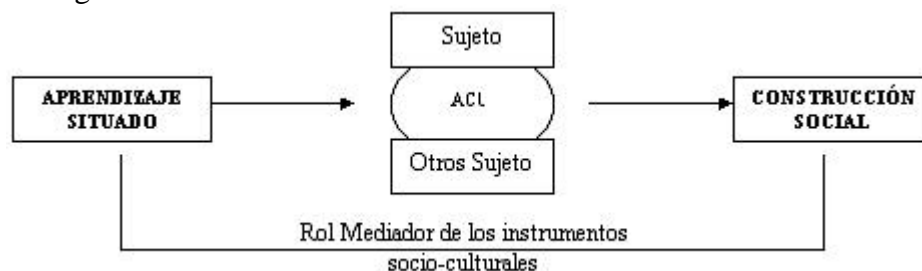 Sujeto
APRENDIZAJE
SITUADO
ACL
CONSTRUCCIÓN
SOCIAL
Otros Sujeto
Rol Mediador de los instrumentos
socio-culturales